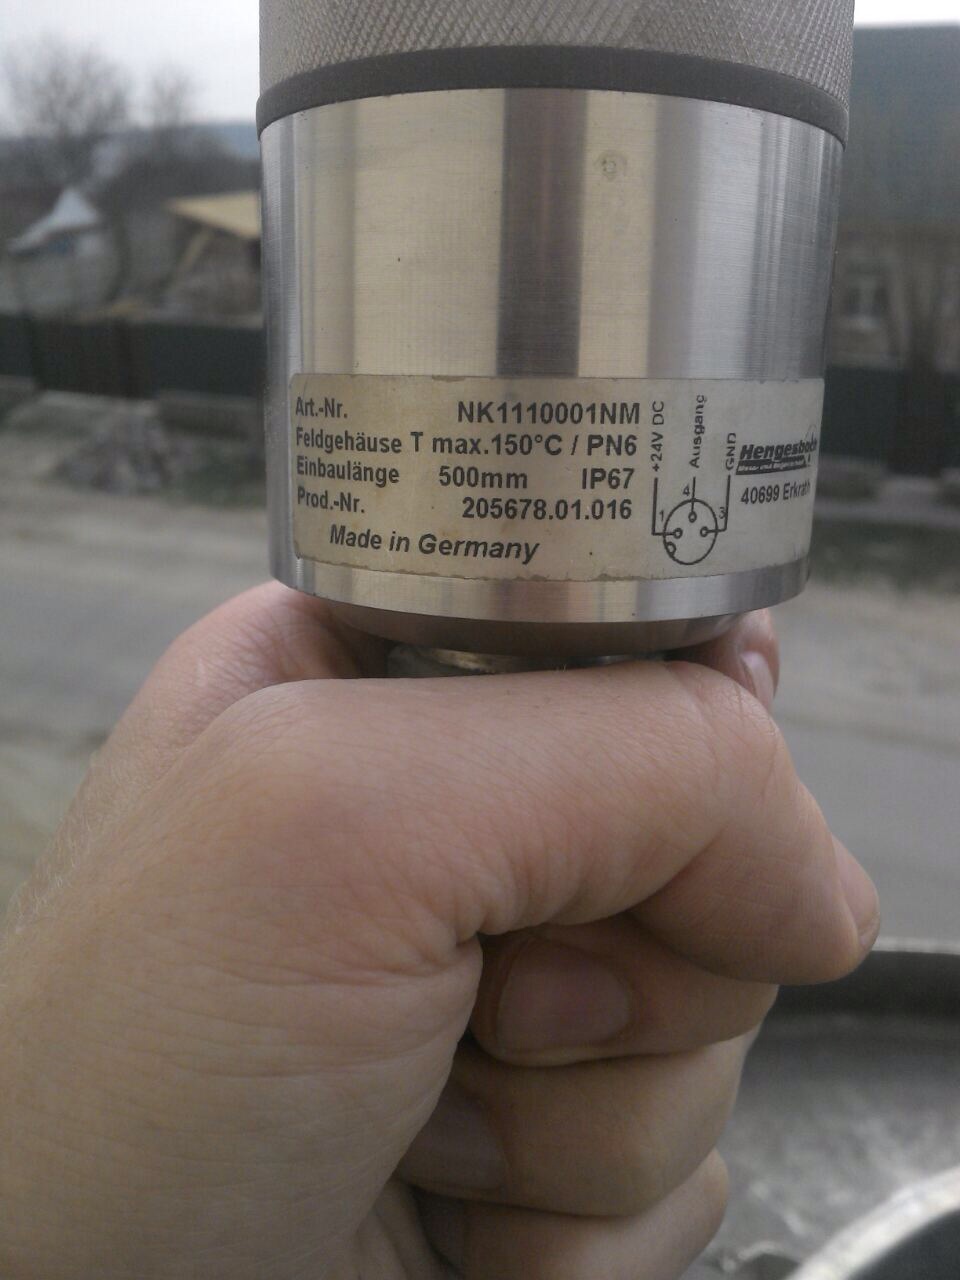 Art.-Nr. NK1110001NM
Feldgehäuse T max.150°C / PN6
Einbaulänge 500mm IP67
Prod.-Nr. 205678.01.016
Made in Germany
+24V DC
Ausgang
GND
1
4
3
Hengesbach
40699 Erkrath